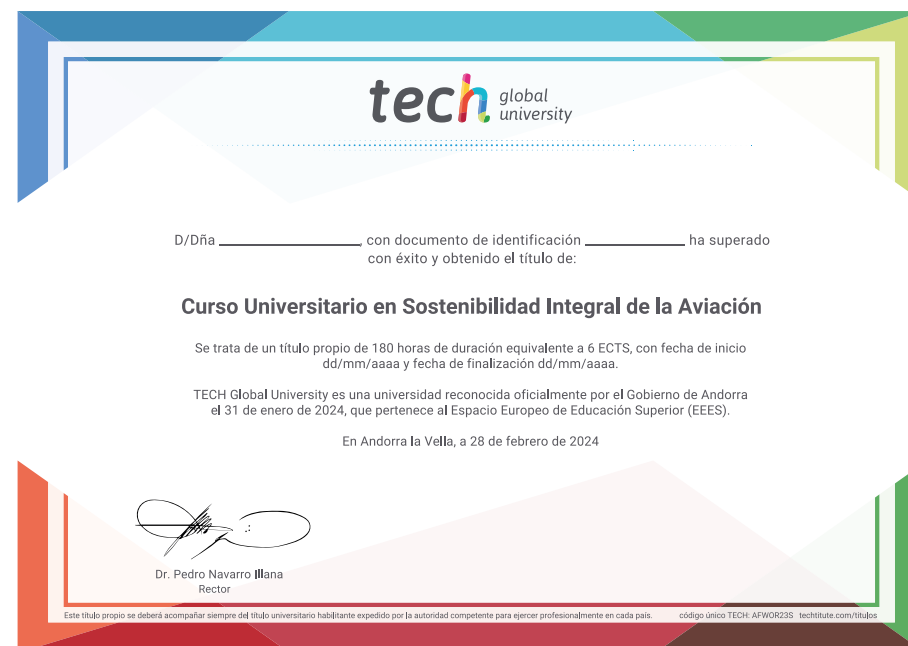 tech global
university
D/Dña ____________________, con documento de identificación ______________ ha superado
con éxito y obtenido el título de:
Curso Universitario en Sostenibilidad Integral de la Aviación
Se trata de un título propio de 180 horas de duración equivalente a 6 ECTS, con fecha de inicio
dd/mm/aaaa y fecha de finalización dd/mm/aaaa.
TECH Global University es una universidad reconocida oficialmente por el Gobierno de Andorra
el 31 de enero de 2024, que pertenece al Espacio Europeo de Educación Superior (EEES).
En Andorra la Vella, a 28 de febrero de 2024
Dr. Pedro Navarro Illana
Rector
Este título propio se deberá acompañar siempre del título universitario habilitante expedido por la autoridad competente para ejercer profesionalmente en cada país. código único TECH: AFWOR23S techtitute.com/titulos